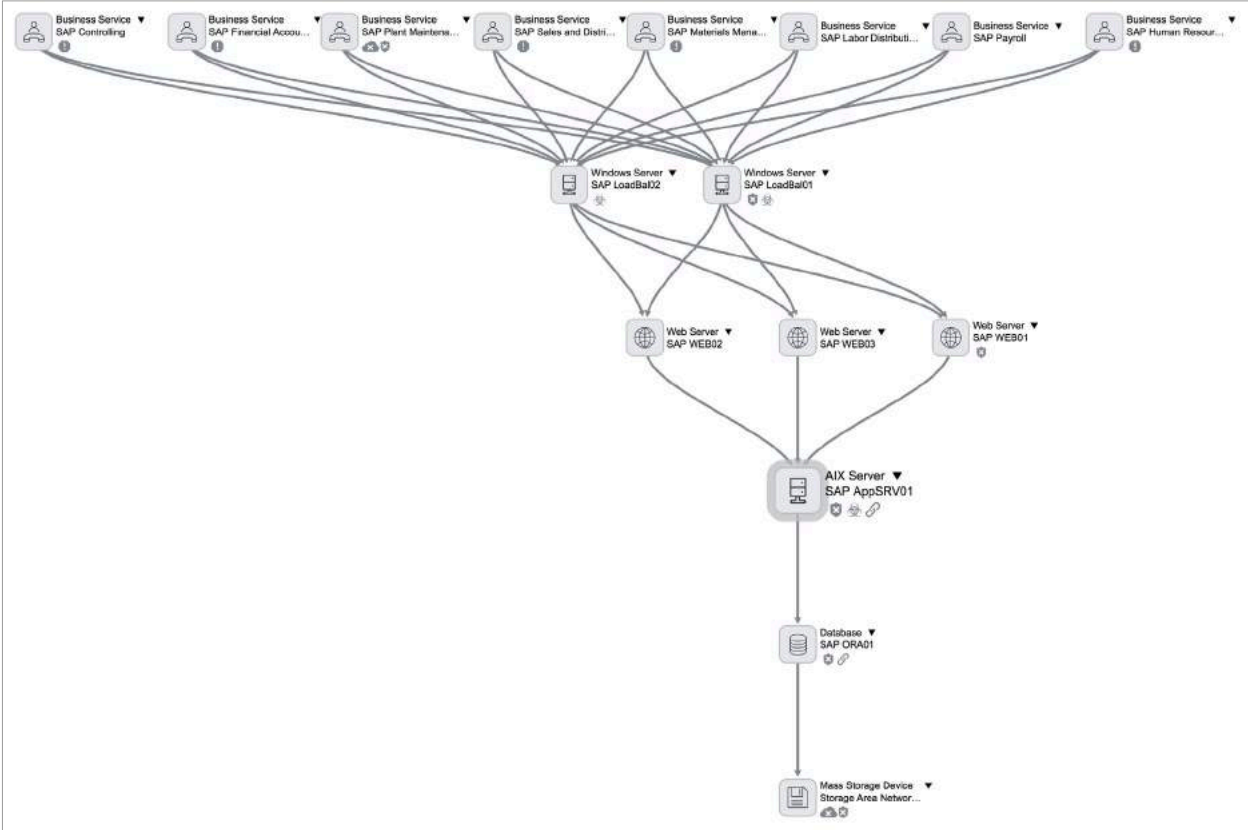 Business Service
SAP Controlling
Business Service
SAP Financial Accou...
Business Service
SAP Plant Maintena...
Business Service
SAP Sales and Distri...
Business Service
SAP Materials Mana...
Business Service
SAP Labor Distributi...
Business Service
SAP Payroll
Business Service
SAP Human Resour...
Windows Server
SAP LoadBal02
Windows Server
SAP LoadBal01
Web Server
SAP WEB02
Web Server
SAP WEB03
Web Server
SAP WEB01
AIX Server
SAP AppSRV01
Database
SAP ORA01
Mass Storage Device
Storage Area Networ...